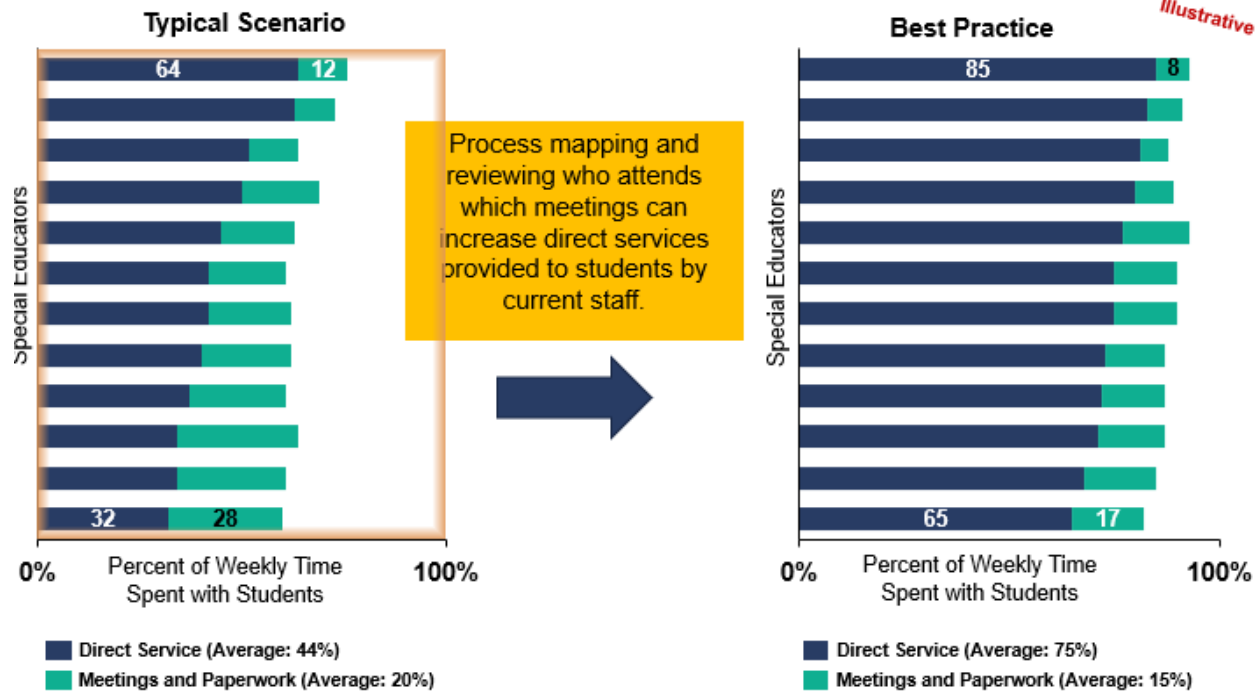 Typical Scenario
64
12
Special Educators
32
28
0%
100%
Percent of Weekly Time
Spent with Students
Direct Service (Average: 44%)
Meetings and Paperwork (Average: 20%)
Process mapping and
reviewing who attends
which meetings can
increase direct services
provided to students by
current staff.
Illustrative
Best Practice
85
8
Special Educators
65
17
0%
100%
Percent of Weekly Time
Spent with Students
Direct Service (Average: 75%)
Meetings and Paperwork (Average: 15%)